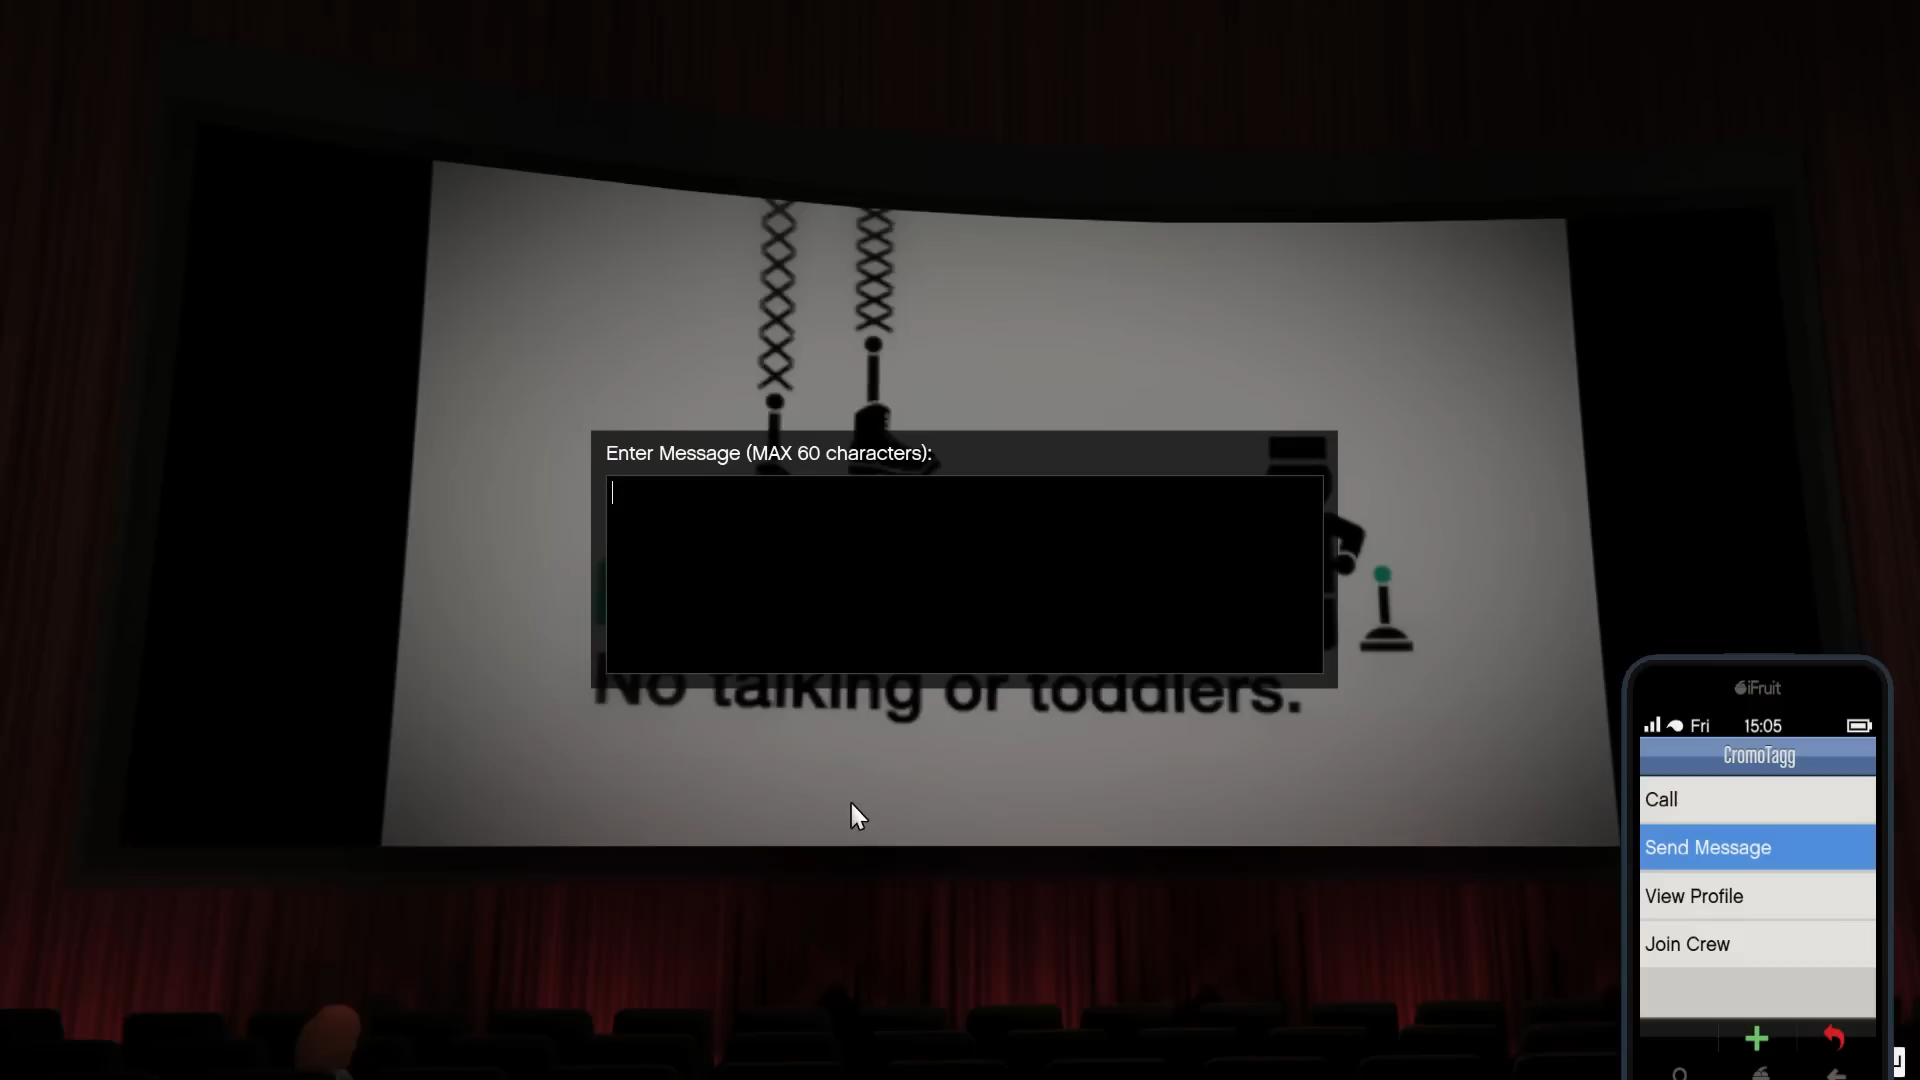 Enter Message (MAX 60 characters):
No talking or toddlers.
iFruit
Fri 15:05
CromoTagg
Call
Send Message
View Profile
Join Crew